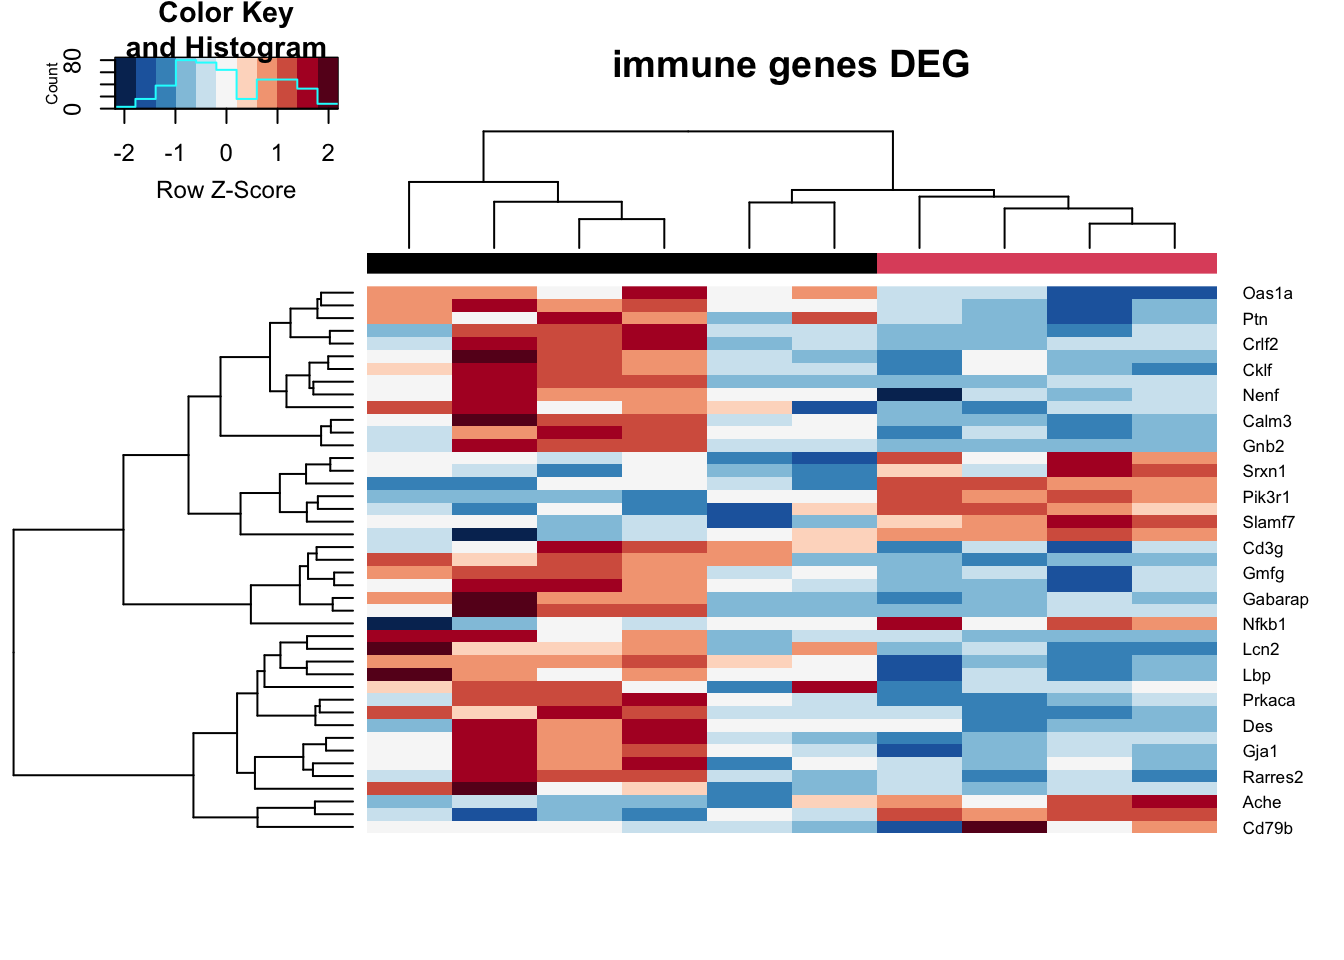 Color Key
and Histogram
Count
0 80
-2 -1 0 1 2
Row Z-Score
immune genes DEG
Oas1a
Ptn
Crlf2
Cklf
Nenf
Calm3
Gnb2
Srxn1
Pik3r1
Slamf7
Cd3g
Gmfg
Gabarap
Nfkb1
Lcn2
Lbp
Prkaca
Des
Gja1
Rarres2
Ache
Cd79b